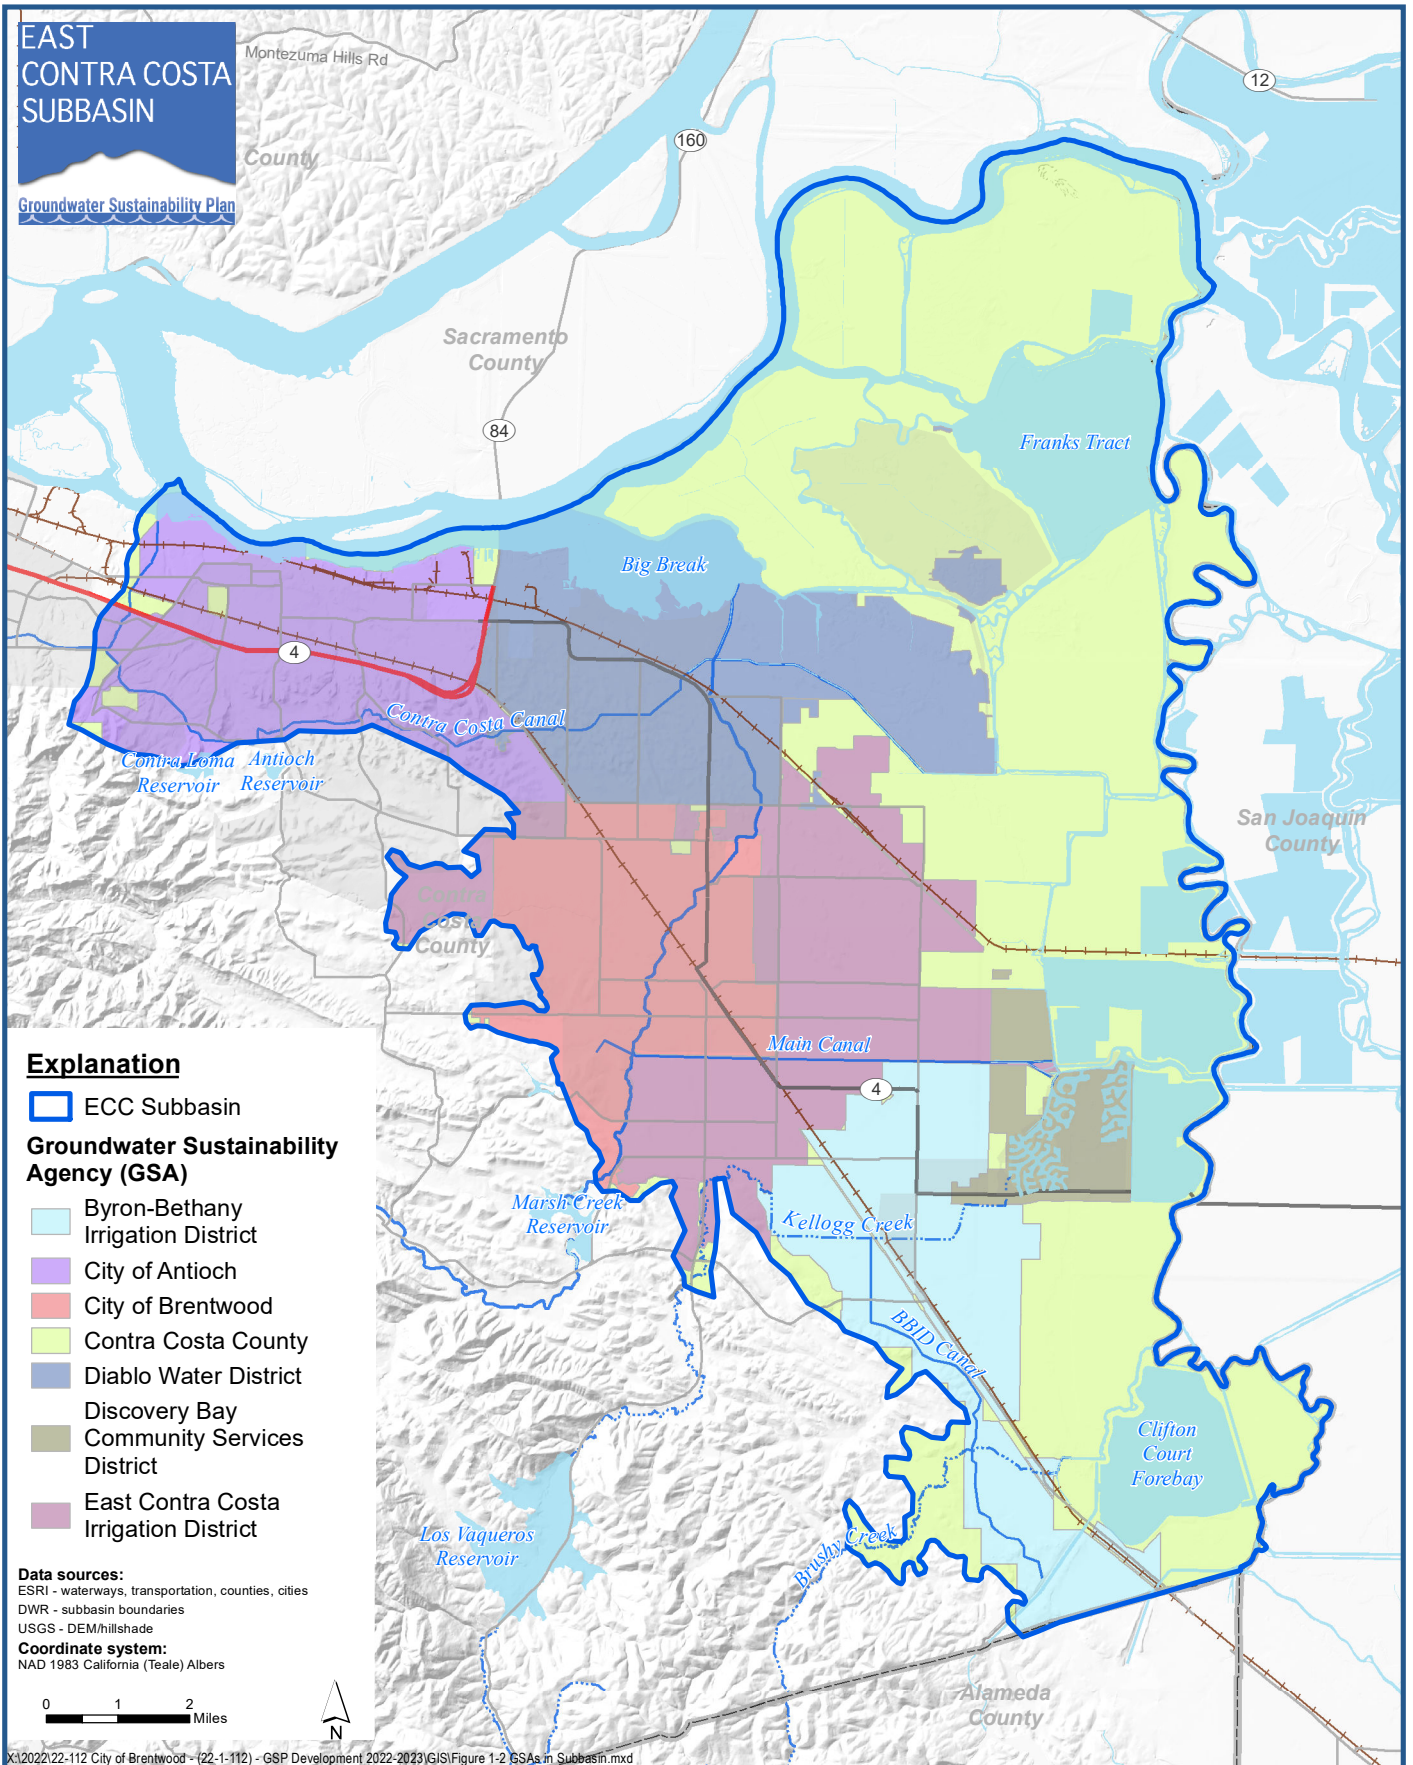 EAST
CONTRA COSTA
SUBBASIN
Groundwater Sustainability Plan
Montezuma Hills Rd
County
12
160
Sacramento
County
84
Franks Tract
Big Break
4
Contra Costa Canal
Contra Loma
Reservoir
Antioch
Reservoir
San Joaquin
County
Contra
Costa
County
Main Canal
4
Marsh Creek
Reservoir
Kellogg Creek
BBID Canal
Clifton
Court
Forebay
Los Vaqueros
Reservoir
Brushy Creek
Alameda
County
Explanation
ECC Subbasin
Groundwater Sustainability
Agency (GSA)
Byron-Bethany
Irrigation District
City of Antioch
City of Brentwood
Contra Costa County
Diablo Water District
Discovery Bay
Community Services
District
East Contra Costa
Irrigation District
Data sources:
ESRI - waterways, transportation, counties, cities
DWR - subbasin boundaries
USGS - DEM/hillshade
Coordinate system:
NAD 1983 California (Teale) Albers
0 1 2
Miles
N
X:\2022\22-112 City of Brentwood - (22-1-112) - GSP Development 2022-2023\GIS\Figure 1-2 GSAs in Subbasin.mxd